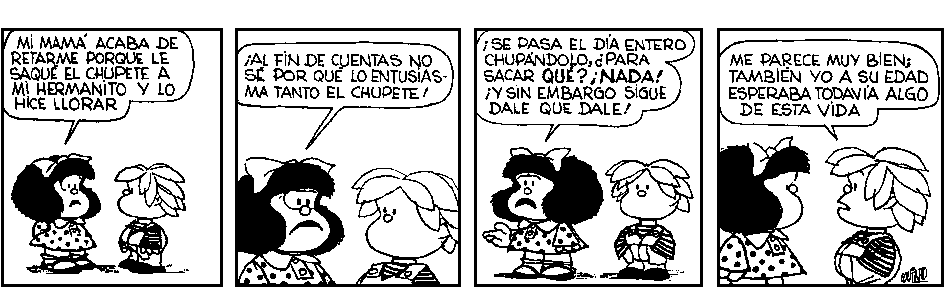 MI MAMÁ ACABA DE
RETARME PORQUE LE
SAQUÉ EL CHUPETE A
MI HERMANITO Y LO
HICE LLORAR
¡AL FIN DE CUENTAS NO
SÉ POR QUÉ LO ENTUSIAS-
MA TANTO EL CHUPETE!
¡SE PASA EL DÍA ENTERO
CHUPÁNDOLO, ¿PARA
SACAR QUÉ? ¡NADA!
¡Y SIN EMBARGO SIGUE
DALE QUE DALE!
ME PARECE MUY BIEN;
TAMBIÉN YO A SU EDAD
ESPERABA TODAVÍA ALGO
DE ESTA VIDA
QUINO